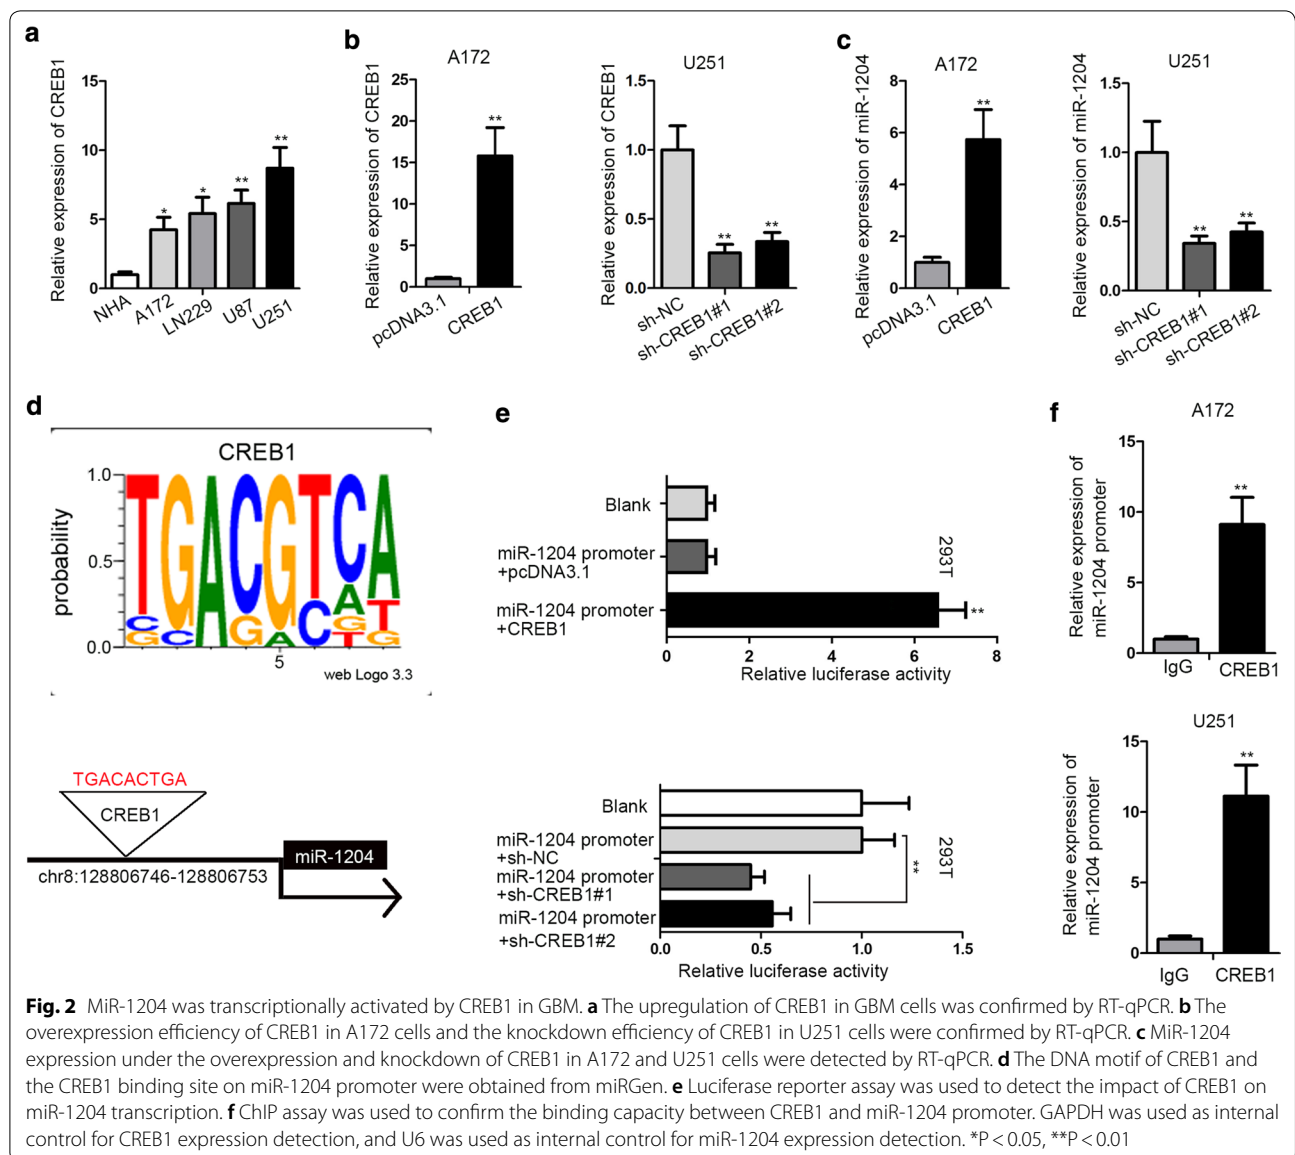 a
Relative expression of CREB1
15
10
5
0
*
*
**
**
NHA
A172
LN229
U87
U251
b
A172
Relative expression of CREB1
25
20
15
10
5
0
**
pcDNA3.1
CREB1
U251
Relative expression of CREB1
1.5
1.0
0.5
0.0
**
**
sh-NC
sh-CREB1#1
sh-CREB1#2
c
A172
Relative expression of miR-1204
8
6
4
2
0
**
pcDNA3.1
CREB1
U251
Relative expression of miR-1204
1.5
1.0
0.5
0.0
**
**
sh-NC
sh-CREB1#1
sh-CREB1#2
d
CREB1
probability
1.0
0.5
0.0
TGACGTCA
CCAGACAT
GGTG
5
web Logo 3.3
TGACACTGA
CREB1
miR-1204
chr8:128806746-128806753
e
Blank
miR-1204 promoter
+pcDNA3.1
miR-1204 promoter
+CREB1
**
293T
0 2 4 6 8
Relative luciferase activity
Blank
miR-1204 promoter
+sh-NC
miR-1204 promoter
+sh-CREB1#1
miR-1204 promoter
+sh-CREB1#2
**
293T
0.0 0.5 1.0 1.5
Relative luciferase activity
f
A172
Relative expression of
miR-1204 promoter
15
10
5
0
**
IgG
CREB1
U251
Relative expression of
miR-1204 promoter
15
10
5
0
**
IgG
CREB1
Fig. 2 MiR-1204 was transcriptionally activated by CREB1 in GBM. a The upregulation of CREB1 in GBM cells was confirmed by RT-qPCR. b The
overexpression efficiency of CREB1 in A172 cells and the knockdown efficiency of CREB1 in U251 cells were confirmed by RT-qPCR. c MiR-1204
expression under the overexpression and knockdown of CREB1 in A172 and U251 cells were detected by RT-qPCR. d The DNA motif of CREB1 and
the CREB1 binding site on miR-1204 promoter were obtained from miRGen. e Luciferase reporter assay was used to detect the impact of CREB1 on
miR-1204 transcription. f ChIP assay was used to confirm the binding capacity between CREB1 and miR-1204 promoter. GAPDH was used as internal
control for CREB1 expression detection, and U6 was used as internal control for miR-1204 expression detection. *P < 0.05, **P < 0.01